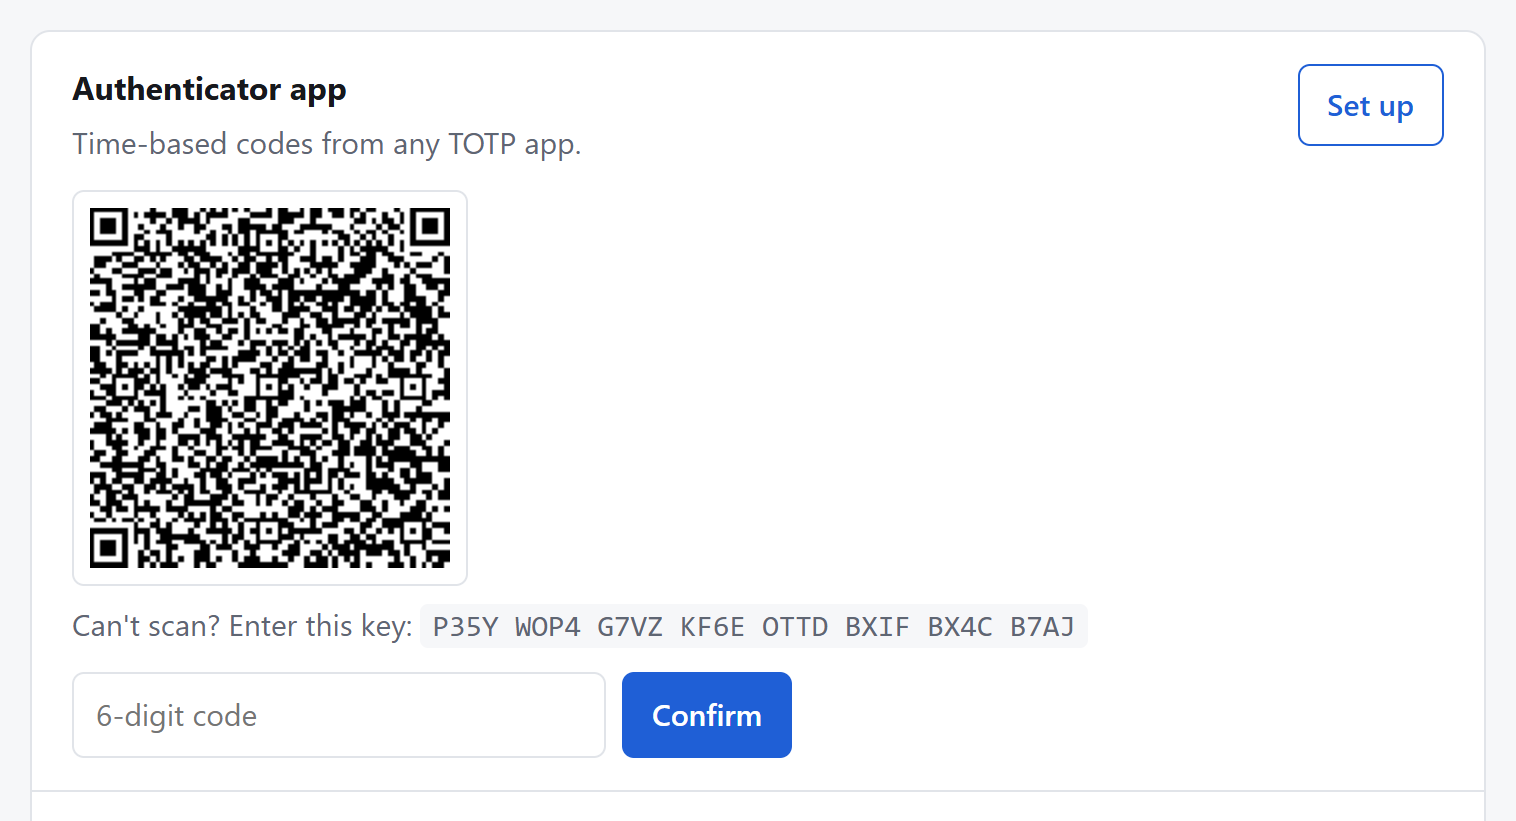 Authenticator app
Set up
Time-based codes from any TOTP app.
Can't scan? Enter this key: P35Y WOP4 G7VZ KF6E OTTD BXIF BX4C B7AJ
6-digit code
Confirm